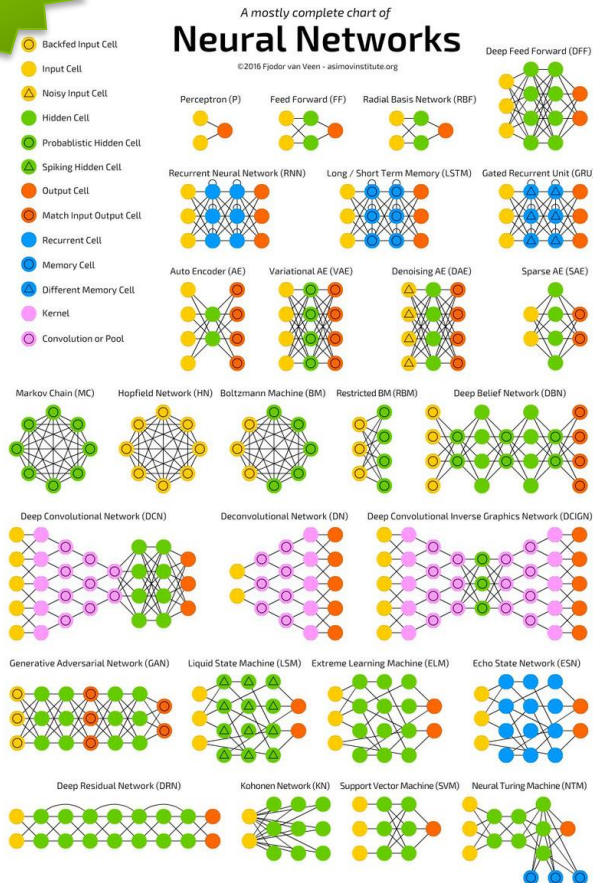 A mostly complete chart of
Neural Networks
©2016 Fjodor van Veen - asimovinstitute.org
Backfed Input Cell
Input Cell
Noisy Input Cell
Hidden Cell
Probablistic Hidden Cell
Spiking Hidden Cell
Output Cell
Match Input Output Cell
Recurrent Cell
Memory Cell
Different Memory Cell
Kernel
Convolution or Pool
Deep Feed Forward (DFF)
Perceptron (P)
Feed Forward (FF)
Radial Basis Network (RBF)
Recurrent Neural Network (RNN)
Long / Short Term Memory (LSTM)
Gated Recurrent Unit (GRU
Auto Encoder (AE)
Variational AE (VAE)
Denoising AE (DAE)
Sparse AE (SAE)
Markov Chain (MC)
Hopfield Network (HN)
Boltzmann Machine (BM)
Restricted BM (RBM)
Deep Belief Network (DBN)
Deep Convolutional Network (DCN)
Deconvolutional Network (DN)
Deep Convolutional Inverse Graphics Network (DCIGN)
Generative Adversarial Network (GAN)
Liquid State Machine (LSM)
Extreme Learning Machine (ELM)
Echo State Network (ESN)
Deep Residual Network (DRN)
Kohonen Network (KN)
Support Vector Machine (SVM)
Neural Turing Machine (NTM)